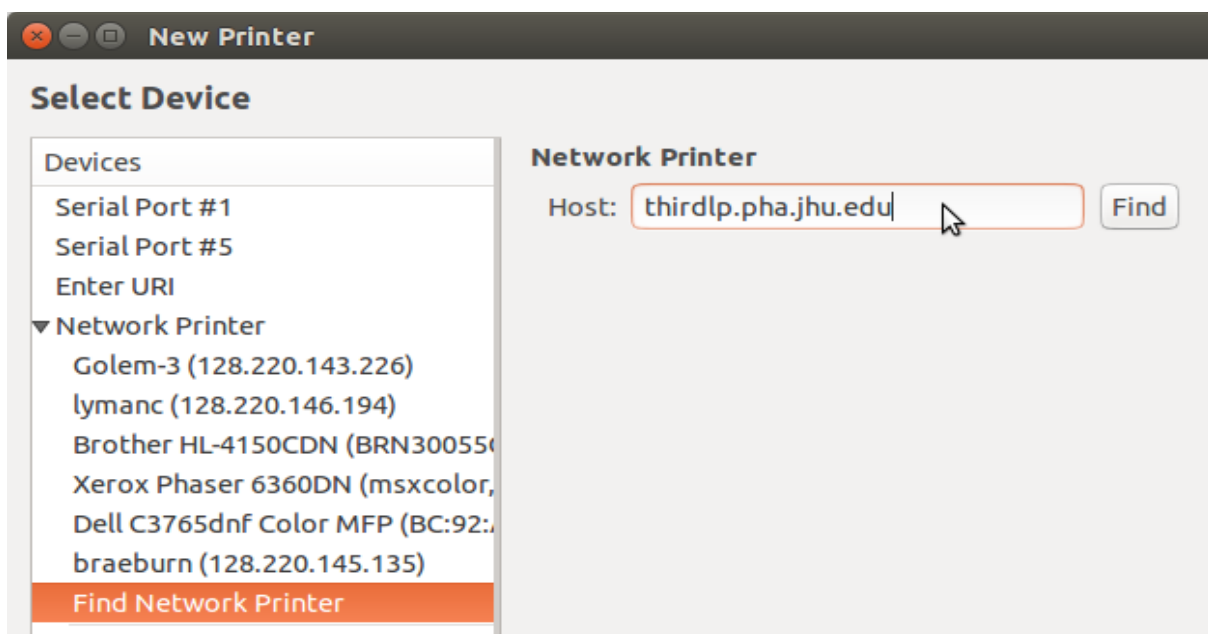 New Printer
Select Device
Devices
Serial Port #1
Serial Port #5
Enter URI
Network Printer
Golem-3 (128.220.143.226)
lymanc (128.220.146.194)
Brother HL-4150CDN (BRN30055
Xerox Phaser 6360DN (msxcolor,
Dell C3765dnf Color MFP (BC:92:
braeburn (128.220.145.135)
Find Network Printer
Network Printer
Host: thirdlp.pha.jhu.edu Find